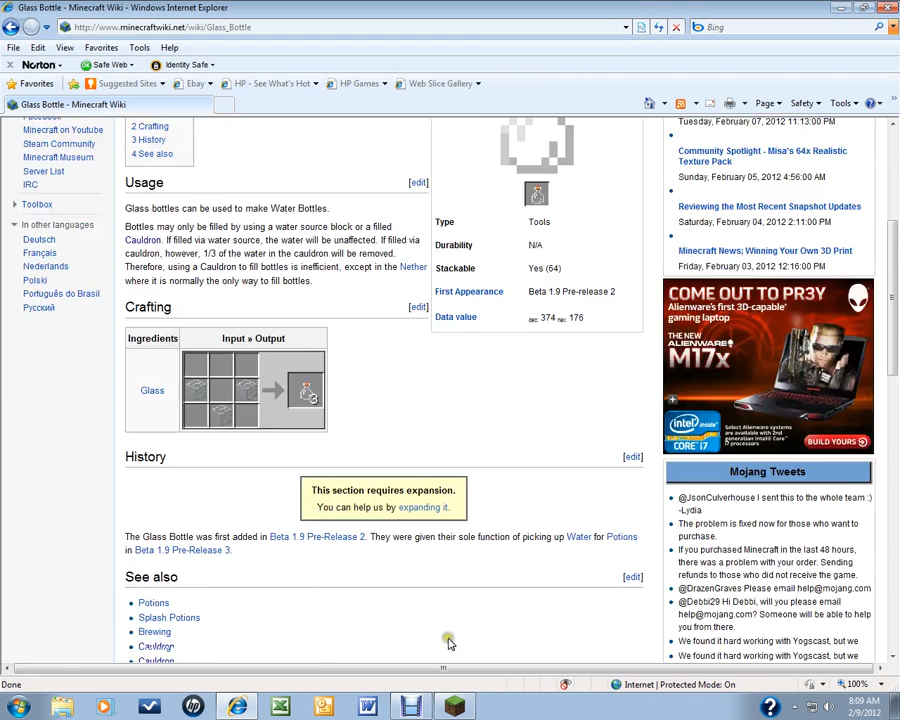 Glass Bottle - Minecraft Wiki - Windows Internet Explorer
http://www.minecraftwiki.net/wiki/Glass_Bottle
Bing
File Edit View Favorites Tools Help
Norton Safe Web Identity Safe
Favorites Suggested Sites Ebay HP - See What's Hot HP Games Web Slice Gallery
Glass Bottle - Minecraft Wiki
Page Safety Tools
Minecraft on Youtube
Steam Community
Minecraft Museum
Server List
IRC
Toolbox
In other languages
Deutsch
Français
Nederlands
Polski
Português do Brasil
Русский
2 Crafting
3 History
4 See also
Usage [edit]
Glass bottles can be used to make Water Bottles.
Bottles may only be filled by using a water source block or a filled
Cauldron. If filled via water source, the water will be unaffected. If filled via
cauldron, however, 1/3 of the water in the cauldron will be removed.
Therefore, using a Cauldron to fill bottles is inefficient, except in the Nether
where it is normally the only way to fill bottles.
Crafting [edit]
Ingredients Input » Output
Glass
3
History [edit]
This section requires expansion.
You can help us by expanding it.
The Glass Bottle was first added in Beta 1.9 Pre-Release 2. They were given their sole function of picking up Water for Potions
in Beta 1.9 Pre-Release 3.
See also [edit]
Potions
Splash Potions
Brewing
Cauldron
Cauldron
Type Tools
Durability N/A
Stackable Yes (64)
First Appearance Beta 1.9 Pre-release 2
Data value dec: 374 hex: 176
Tuesday, February 07, 2012 11:13:00 PM
Community Spotlight - Misa's 64x Realistic
Texture Pack
Sunday, February 05, 2012 4:56:00 AM
Reviewing the Most Recent Snapshot Updates
Saturday, February 04, 2012 2:11:00 PM
Minecraft News; Winning Your Own 3D Print
Friday, February 03, 2012 12:16:00 PM
COME OUT TO PR3Y
Alienware's first 3D-capable
gaming laptop
THE NEW
ALIENWARE
M17x
intel
CORE i7
Select Alienware systems
are available with 2nd
generation Intel® Core
i7 processors.
BUILD YOURS
Mojang Tweets
@JsonCulverhouse I sent this to the whole team :)
-Lydia
The problem is fixed now for those who want to
purchase.
If you purchased Minecraft in the last 48 hours,
there was a problem with your order. Sending
refunds to those who did not receive the game.
@DrazenGraves Please email help@mojang.com
@Debbi29 Hi Debbi, will you please email
help@mojang.com? Someone will be able to help
you from there.
We found it hard working with Yogscast, but we
We found it hard working with Yogscast, but we
Done
Internet | Protected Mode: On
100%
8:09 AM
2/9/2012